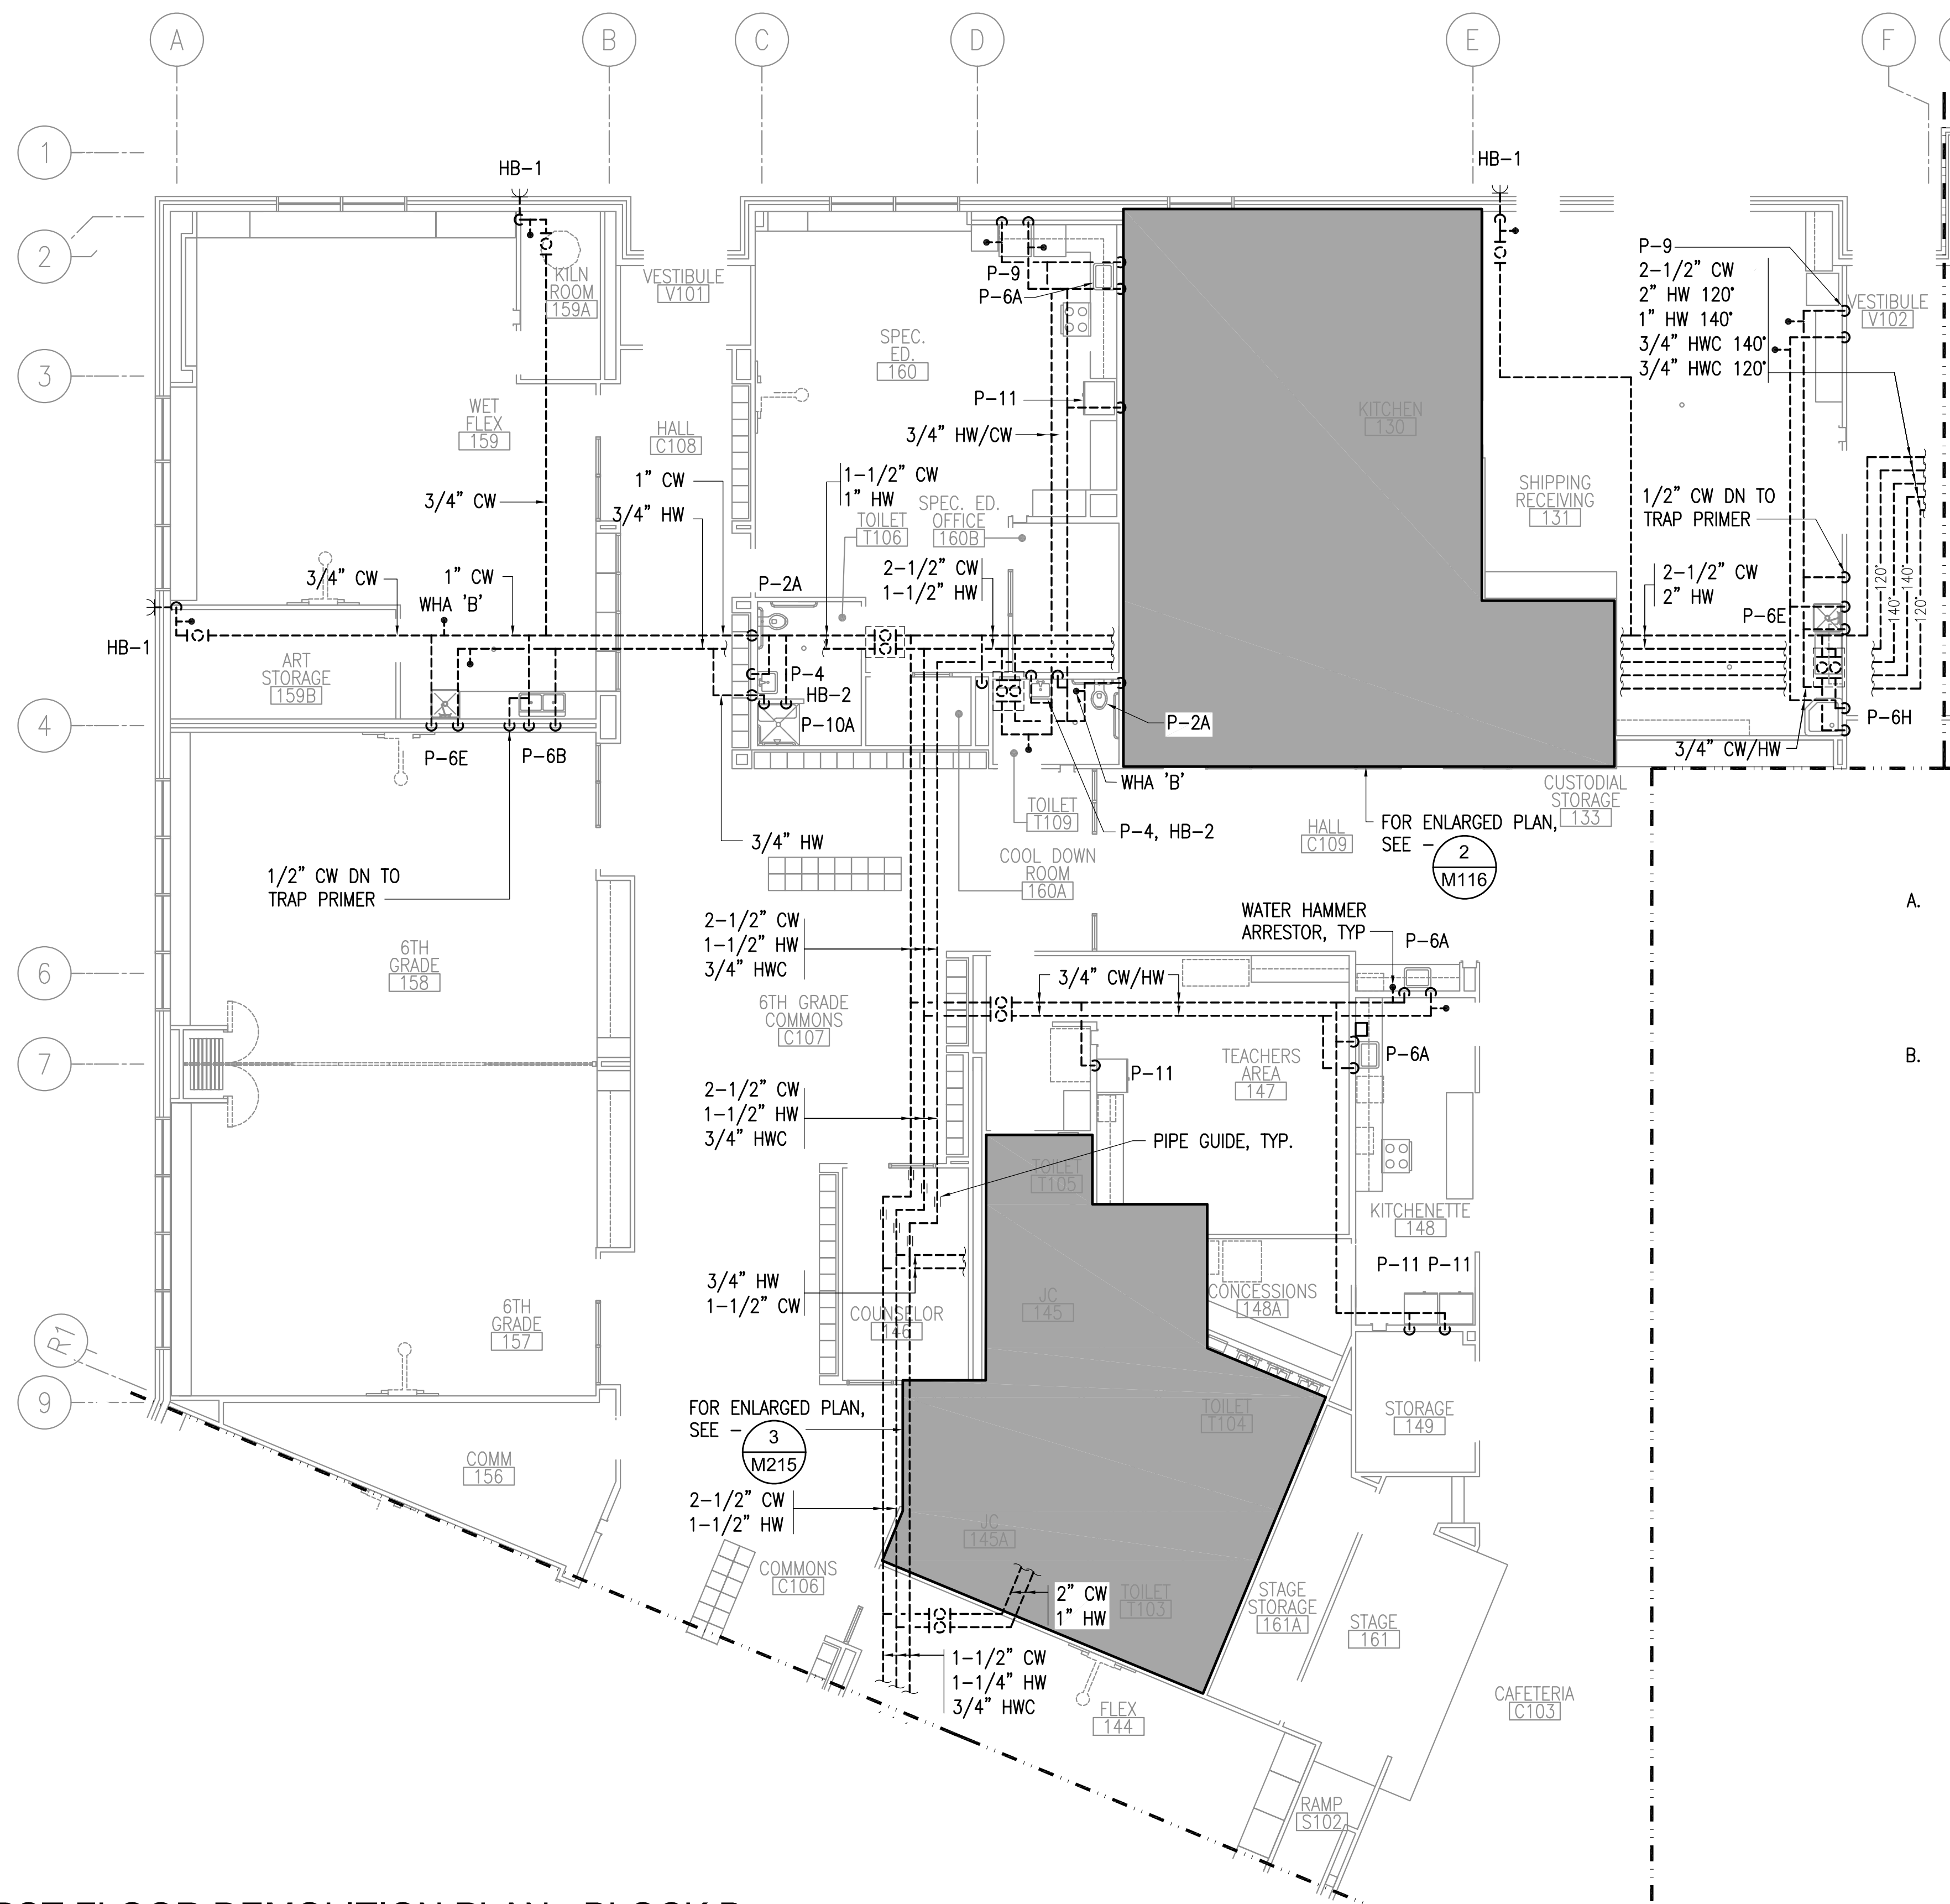 A
B
C
D
E
F
1
2
3
4
6
7
R1
9
HB-1
HB-1
KILN
ROOM
159A
VESTIBULE
V101
P-9
P-6A
SPEC.
ED.
160
P-11
3/4" HW/CW
KITCHEN
130
P-9
2-1/2" CW
2" HW 120°
1" HW 140°
3/4" HWC 140°
3/4" HWC 120°
VESTIBULE
V102
WET
FLEX
159
HALL
C108
3/4" CW
1" CW
3/4" HW
1-1/2" CW
1" HW
TOILET
T106
SPEC. ED.
OFFICE
160B
SHIPPING
RECEIVING
131
1/2" CW DN TO
TRAP PRIMER
3/4" CW
1" CW
WHA 'B'
P-2A
2-1/2" CW
1-1/2" HW
2-1/2" CW
2" HW
P-6E
120°
140°
140°
120°
HB-1
ART
STORAGE
159B
P-4
HB-2
P-10A
P-2A
P-6H
3/4" CW/HW
P-6E
P-6B
WHA 'B'
P-4, HB-2
TOILET
T109
COOL DOWN
ROOM
160A
HALL
C109
CUSTODIAL
STORAGE
133
FOR ENLARGED PLAN,
SEE -
2
M116
3/4" HW
1/2" CW DN TO
TRAP PRIMER
A.
B.
2-1/2" CW
1-1/2" HW
3/4" HWC
WATER HAMMER
ARRESTOR, TYP
P-6A
3/4" CW/HW
6TH
GRADE
158
6TH GRADE
COMMONS
C107
TEACHERS
AREA
147
P-6A
P-11
2-1/2" CW
1-1/2" HW
3/4" HWC
PIPE GUIDE, TYP.
TOILET
T105
KITCHENETTE
148
P-11 P-11
3/4" HW
1-1/2" CW
COUNSELOR
146
JC
145
CONCESSIONS
148A
6TH
GRADE
157
FOR ENLARGED PLAN,
SEE -
3
M215
TOILET
T104
STORAGE
149
COMM
156
2-1/2" CW
1-1/2" HW
JC
145A
COMMONS
C106
2" CW
1" HW
TOILET
T103
STAGE
STORAGE
161A
STAGE
161
1-1/2" CW
1-1/4" HW
3/4" HWC
FLEX
144
CAFETERIA
C103
RAMP
S102